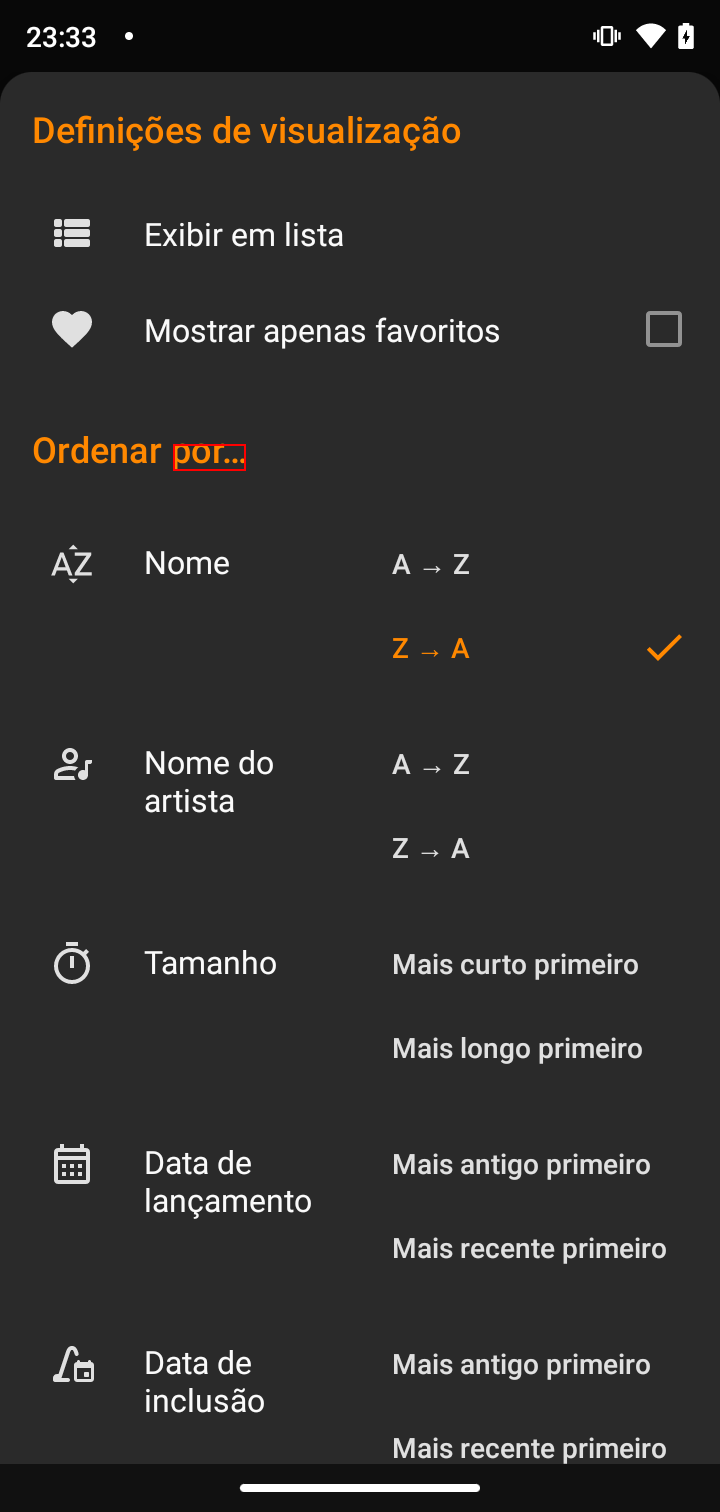 23:33
Definições de visualização
Exibir em lista
Mostrar apenas favoritos
Ordenar por...
Nome
A → Z
Z → A
Nome do
artista
A → Z
Z → A
Tamanho
Mais curto primeiro
Mais longo primeiro
Data de
lançamento
Mais antigo primeiro
Mais recente primeiro
Data de
inclusão
Mais antigo primeiro
Mais recente primeiro